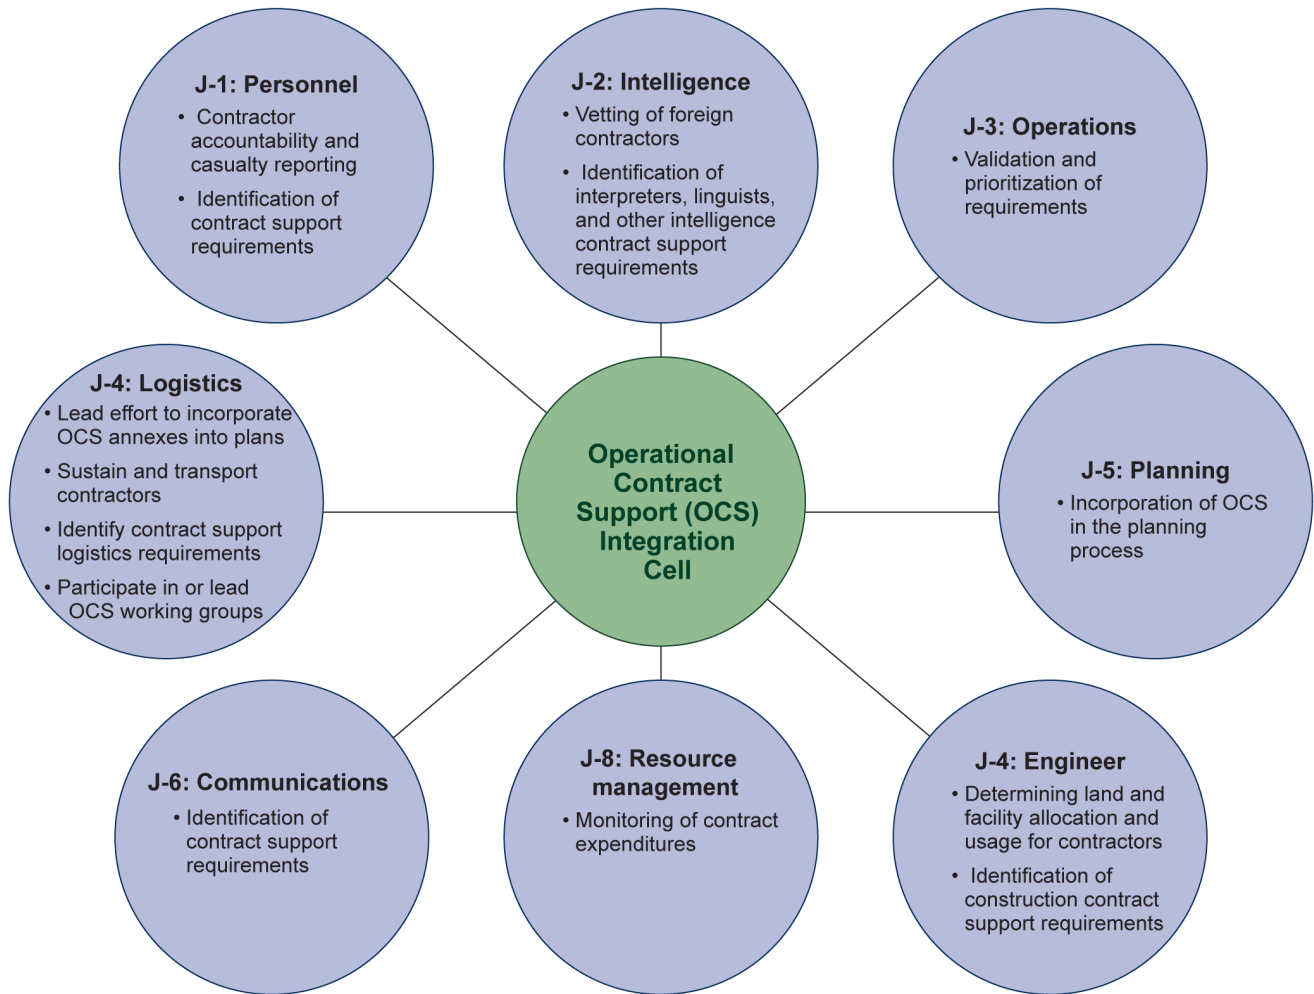 J-1: Personnel
• Contractor
accountability and
casualty reporting
• Identification of
contract support
requirements
J-2: Intelligence
• Vetting of foreign
contractors
• Identification of
interpreters, linguists,
and other intelligence
contract support
requirements
J-3: Operations
• Validation and
prioritization of
requirements
J-4: Logistics
• Lead effort to incorporate
OCS annexes into plans
• Sustain and transport
contractors
• Identify contract support
logistics requirements
• Participate in or lead
OCS working groups
Operational
Contract
Support (OCS)
Integration
Cell
J-5: Planning
• Incorporation of OCS
in the planning
process
J-6: Communications
• Identification of
contract support
requirements
J-8: Resource
management
• Monitoring of contract
expenditures
J-4: Engineer
• Determining land and
facility allocation and
usage for contractors
• Identification of
construction contract
support requirements